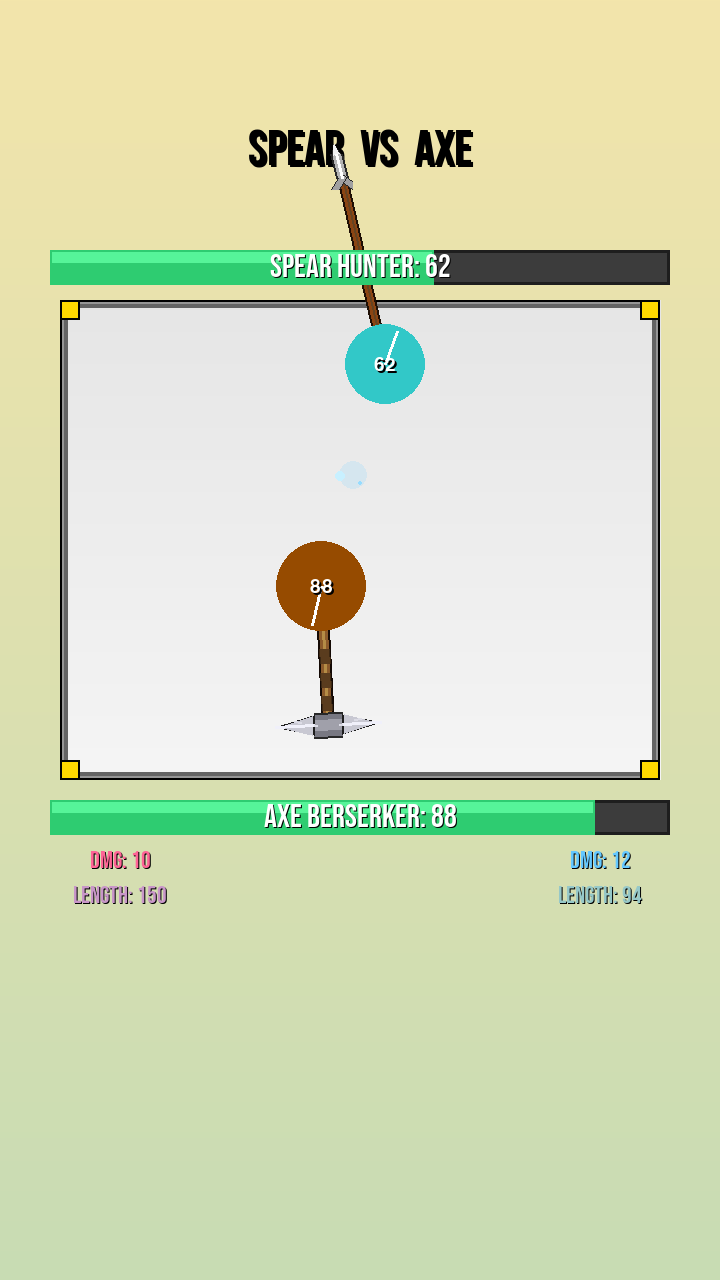 SPEAR VS AXE
SPEAR HUNTER: 62
62
88
AXE BERSERKER: 88
DMG: 10
DMG: 12
LENGTH: 150
LENGTH: 94